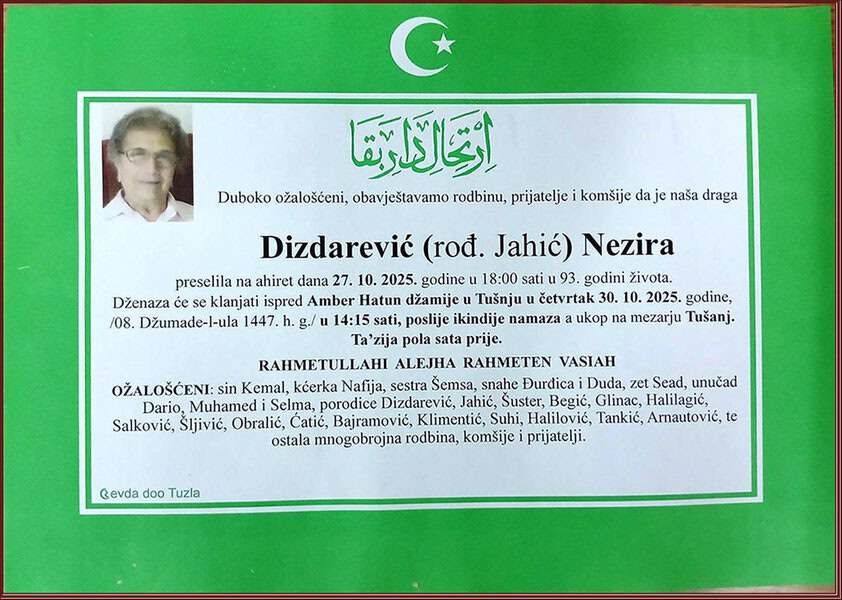 اِرْتِحَالِ دَارِ بَقَا
Duboko ožalošćeni, obavještavamo rodbinu, prijatelje i komšije da je naša draga
Dizdarević (rođ. Jahić) Nezira
preselila na ahiret dana 27. 10. 2025. godine u 18:00 sati u 93. godini života.
Dženaza će se klanjati ispred Amber Hatun džamije u Tušnju u četvrtak 30. 10. 2025. godine,
/08. Džumade-l-ula 1447. h. g./ u 14:15 sati, poslije ikindije namaza a ukop na mezarju Tušanj.
Ta’zija pola sata prije.
RAHMETULLAHI ALEJHA RAHMETEN VASIAH
OŽALOŠĆENI: sin Kemal, kćerka Nafija, sestra Šemsa, snahe Đurđica i Duda, zet Sead, unučad
Dario, Muhamed i Selma, porodice Dizdarević, Jahić, Šuster, Begić, Glinac, Halilagić,
Salković, Šljivić, Obralić, Ćatić, Bajramović, Klimentić, Suhi, Halilović, Tankić, Arnautović, te
ostala mnogobrojna rodbina, komšije i prijatelji.
Revda doo Tuzla